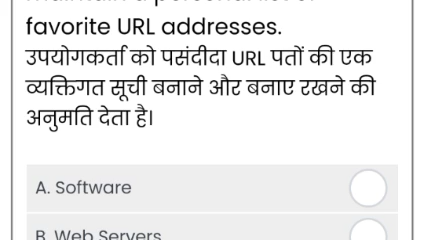 favorite URL addresses.
उपयोगकर्ता को पसंदीदा URL पतों की एक
व्यक्तिगत सूची बनाने और बनाए रखने की
अनुमति देता है।
A. Software
B. Web Servers